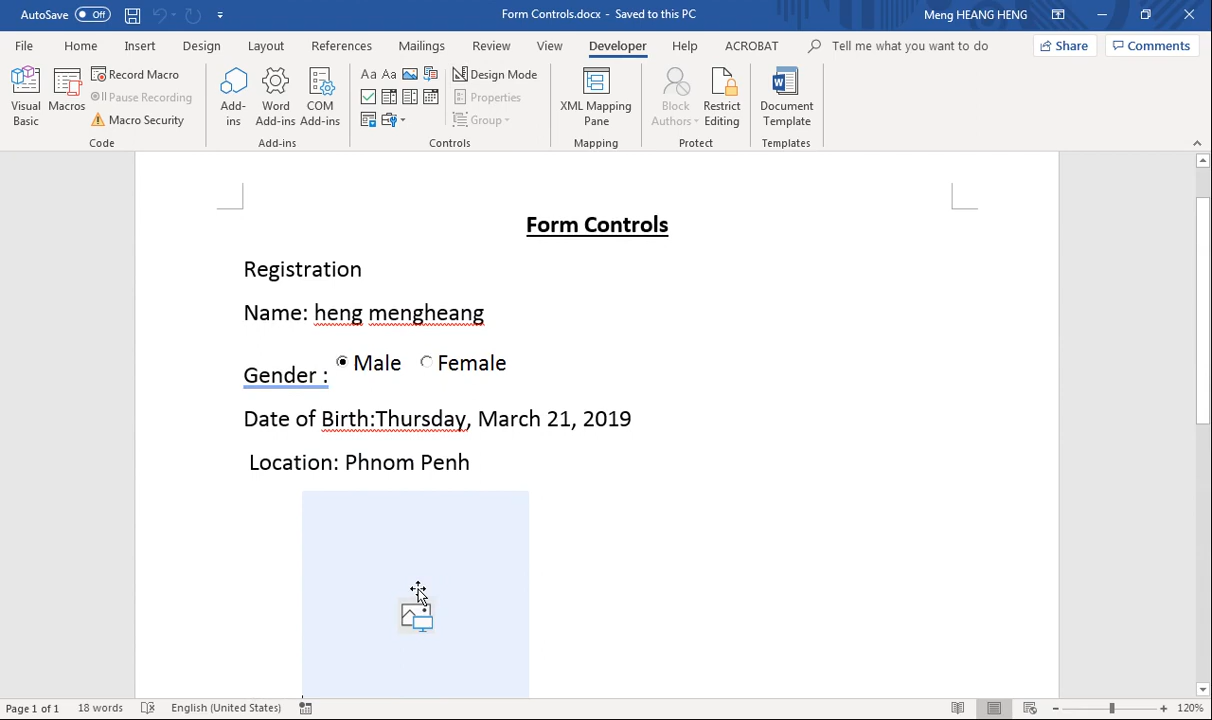 AutoSave Off
Form Controls.docx - Saved to this PC
Meng HEANG HENG
File Home Insert Design Layout References Mailings Review View Developer Help ACROBAT Tell me what you want to do Share Comments
Visual Basic
Macros
Record Macro
Pause Recording
Macro Security
Code
Add-ins
Word Add-ins
COM Add-ins
Add-ins
Aa Aa
Design Mode
Properties
Group
Controls
XML Mapping Pane
Mapping
Block Authors
Restrict Editing
Protect
Document Template
Templates
Form Controls
Registration
Name: heng mengheang
Gender : Male Female
Date of Birth:Thursday, March 21, 2019
Location: Phnom Penh
Page 1 of 1 18 words English (United States) 120%